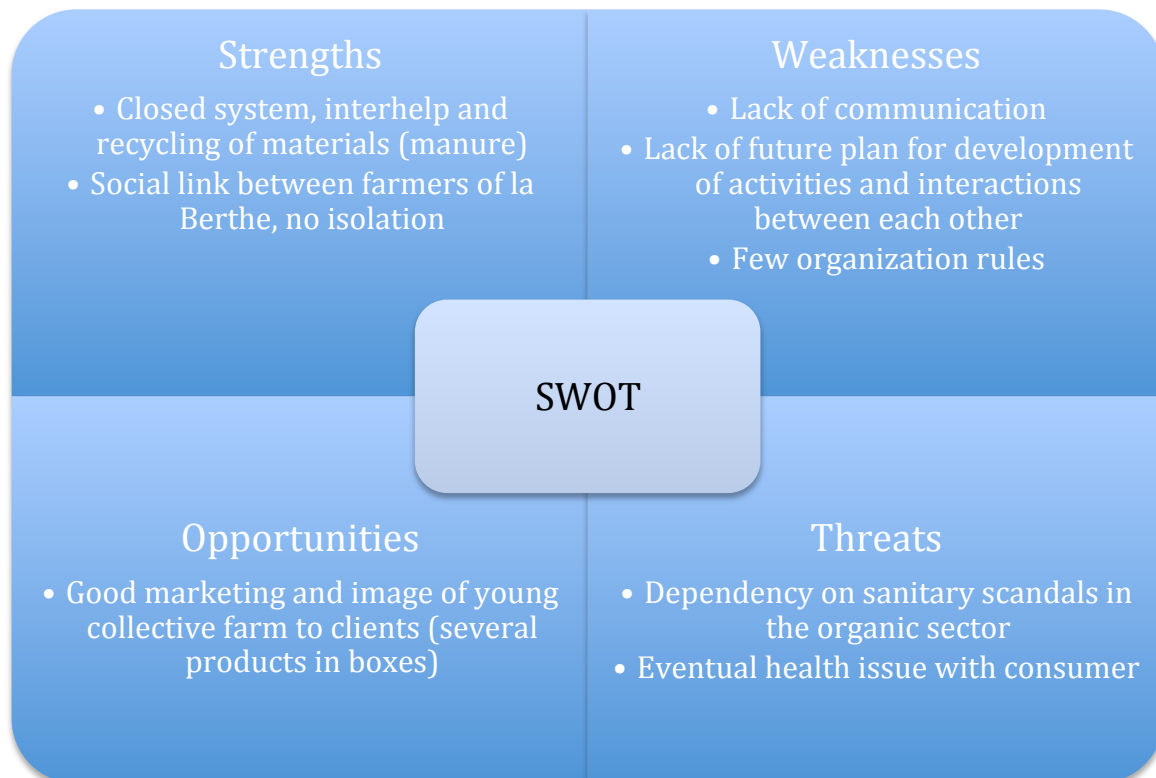 Strengths
• Closed system, interhelp and
recycling of materials (manure)
• Social link between farmers of la
Berthe, no isolation
Weaknesses
• Lack of communication
• Lack of future plan for development
of activities and interactions
between each other
• Few organization rules
SWOT
Opportunities
• Good marketing and image of young
collective farm to clients (several
products in boxes)
Threats
• Dependency on sanitary scandals in
the organic sector
• Eventual health issue with consumer